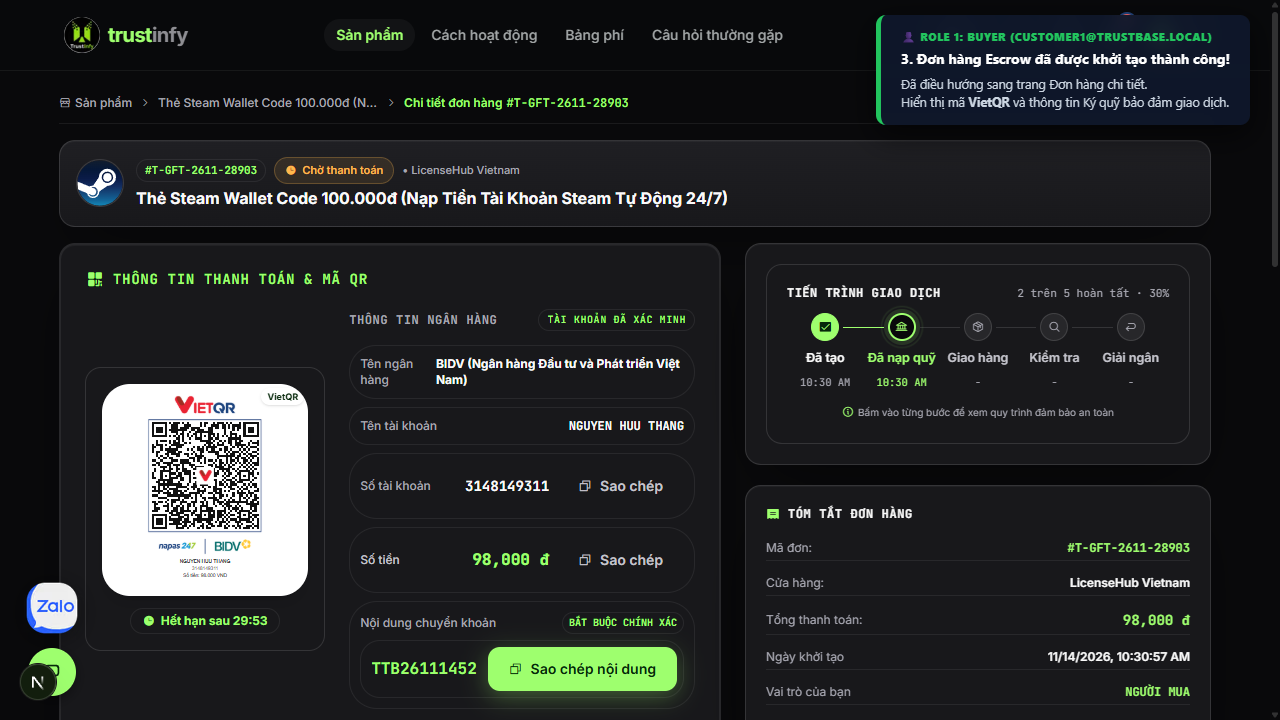 trustinfy
Sản phẩm
Cách hoạt động
Bảng phí
Câu hỏi thường gặp
ROLE 1: BUYER (CUSTOMER1@TRUSTBASE.LOCAL)
3. Đơn hàng Escrow đã được khởi tạo thành công!
Đã điều hướng sang trang Đơn hàng chi tiết.
Hiển thị mã VietQR và thông tin Ký quỹ bảo đảm giao dịch.
Sản phẩm > Thẻ Steam Wallet Code 100.000đ (N... > Chi tiết đơn hàng #T-GFT-2611-28903
#T-GFT-2611-28903
Chờ thanh toán
• LicenseHub Vietnam
Thẻ Steam Wallet Code 100.000đ (Nạp Tiền Tài Khoản Steam Tự Động 24/7)
THÔNG TIN THANH TOÁN & MÃ QR
VietQR
VIETQR
napas 247
BIDV
NGUYEN HUU THANG
3148149311
Số tiền: 98.000 VND
Hết hạn sau 29:53
THÔNG TIN NGÂN HÀNG
TÀI KHOẢN ĐÃ XÁC MINH
Tên ngân hàng
BIDV (Ngân hàng Đầu tư và Phát triển Việt Nam)
Tên tài khoản
NGUYEN HUU THANG
Số tài khoản
3148149311
Sao chép
Số tiền
98,000 đ
Sao chép
Nội dung chuyển khoản
BẮT BUỘC CHÍNH XÁC
TTB26111452
Sao chép nội dung
TIẾN TRÌNH GIAO DỊCH
2 trên 5 hoàn tất · 30%
Đã tạo
Đã nạp quỹ
Giao hàng
Kiểm tra
Giải ngân
10:30 AM
10:30 AM
-
-
-
Bấm vào từng bước để xem quy trình đảm bảo an toàn
TÓM TẮT ĐƠN HÀNG
Mã đơn:
#T-GFT-2611-28903
Cửa hàng:
LicenseHub Vietnam
Tổng thanh toán:
98,000 đ
Ngày khởi tạo
11/14/2026, 10:30:57 AM
Vai trò của bạn
NGƯỜI MUA
Zalo
N